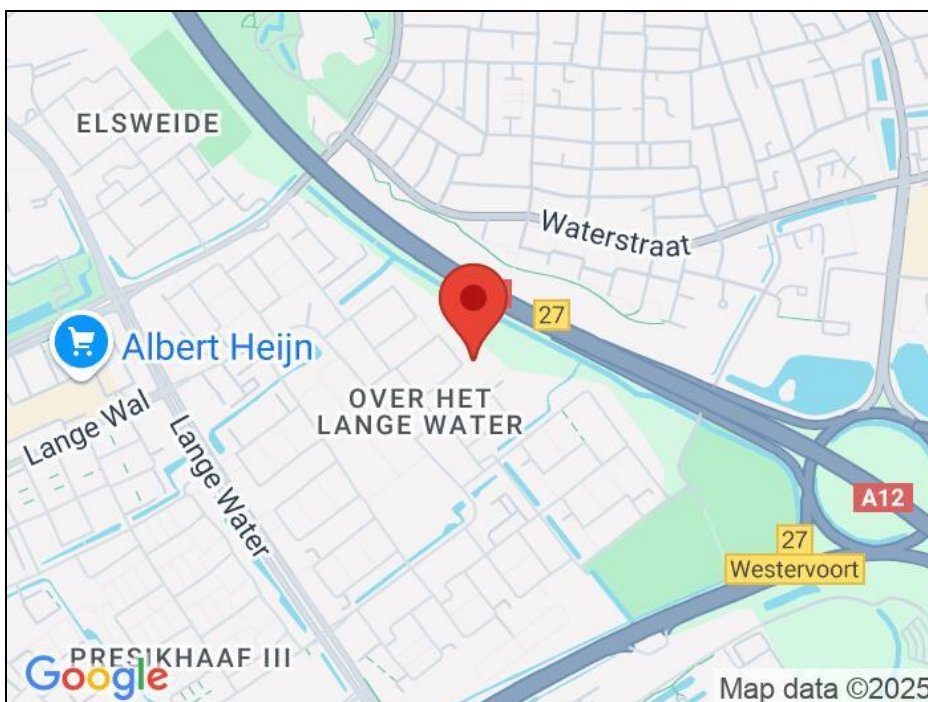 ELSWEIDE
Waterstraat
27
Albert Heijn
OVER HET
LANGE WATER
Lange Wal
Lange Water
A12
27
Westervoort
PRESIKHAAF III
Google
Map data ©2025